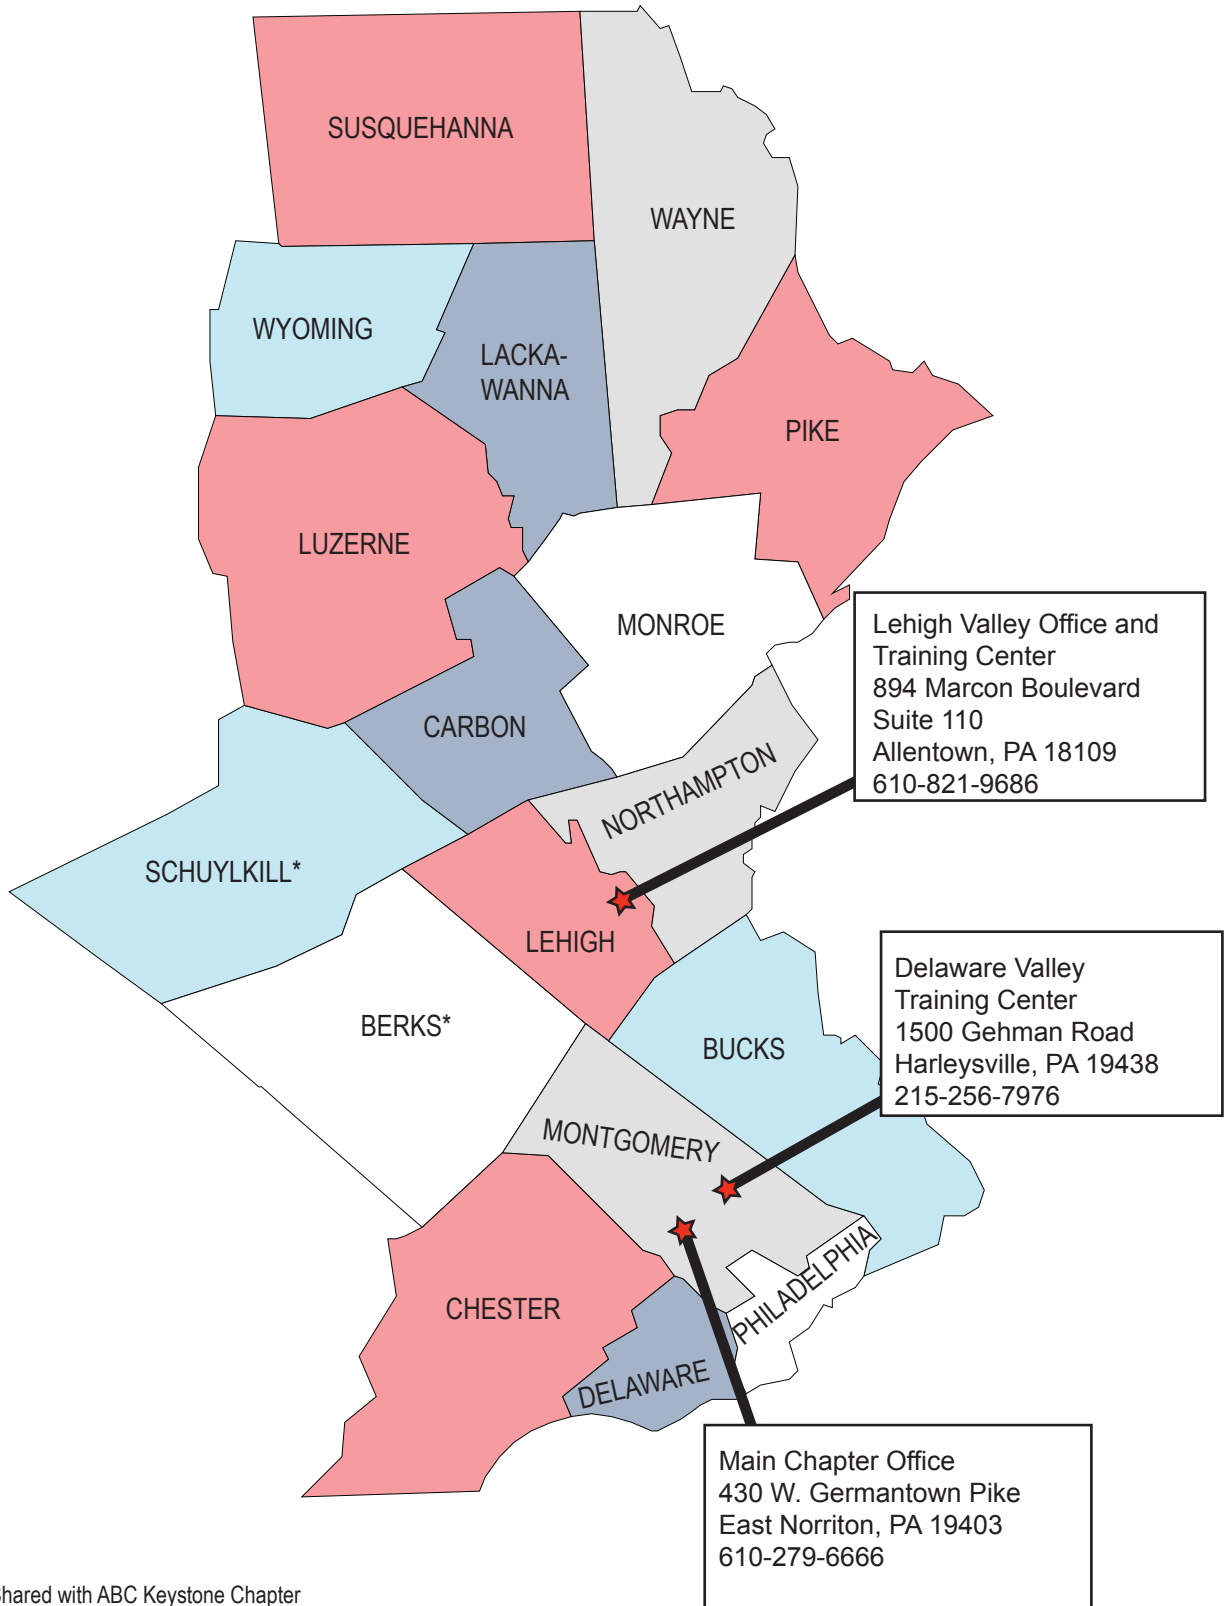 SUSQUEHANNA
WAYNE
WYOMING
LACKA-
WANNA
PIKE
LUZERNE
MONROE
Lehigh Valley Office and
Training Center
894 Marcon Boulevard
Suite 110
Allentown, PA 18109
610-821-9686
CARBON
NORTHAMPTON
SCHUYLKILL*
LEHIGH
Delaware Valley
Training Center
1500 Gehman Road
Harleysville, PA 19438
215-256-7976
BERKS*
BUCKS
MONTGOMERY
PHILADELPHIA
CHESTER
DELAWARE
Main Chapter Office
430 W. Germantown Pike
East Norriton, PA 19403
610-279-6666
Shared with ABC Keystone Chapter